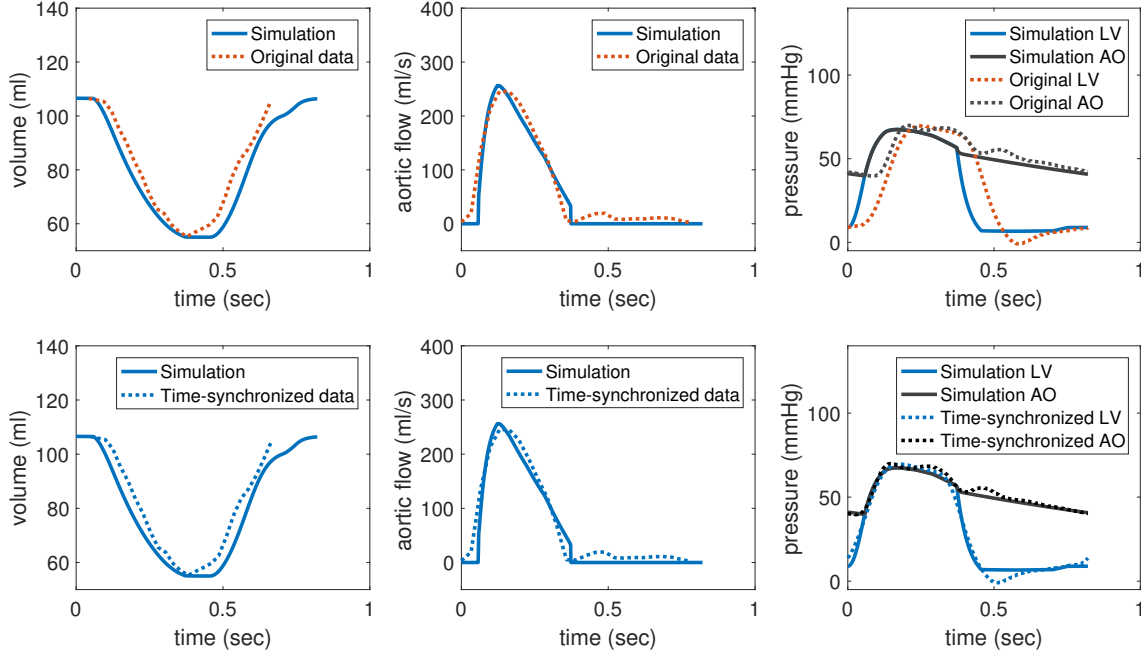 140
120
100
80
60
volume (ml)
0
0.5
1
time (sec)
Simulation
Original data
400
300
200
100
0
aortic flow (ml/s)
0
0.5
1
time (sec)
Simulation
Original data
100
50
0
pressure (mmHg)
0
0.5
1
time (sec)
Simulation LV
Simulation AO
Original LV
Original AO
140
120
100
80
60
volume (ml)
0
0.5
1
time (sec)
Simulation
Time-synchronized data
400
300
200
100
0
aortic flow (ml/s)
0
0.5
1
time (sec)
Simulation
Time-synchronized data
100
50
0
pressure (mmHg)
0
0.5
1
time (sec)
Simulation LV
Simulation AO
Time-synchronized LV
Time-synchronized AO